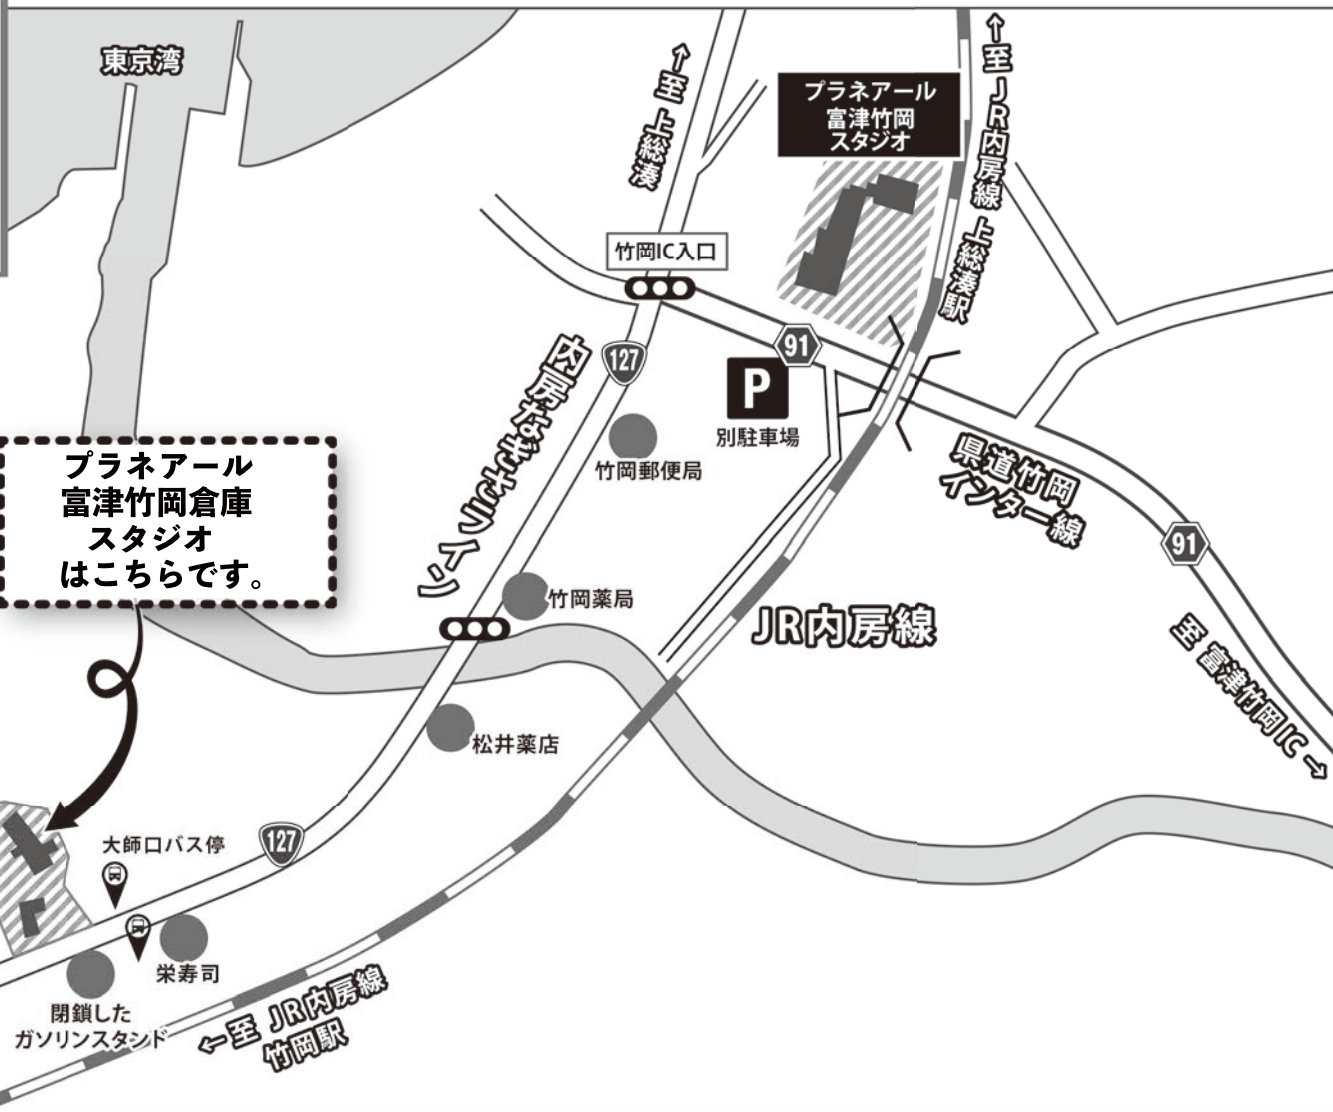 東京湾
↑至 上総湊
プラネアール
富津竹岡
スタジオ
↑至 JR内房線 上総湊駅
竹岡IC入口
91
127
内房なぎさライン
P
別駐車場
竹岡郵便局
県道竹岡
インター線
91
プラネアール
富津竹岡倉庫
スタジオ
はこちらです。
竹岡薬局
JR内房線
至 富津竹岡IC→
松井薬店
127
大師口バス停
栄寿司
閉鎖した
ガソリンスタンド
←至 JR内房線
竹岡駅